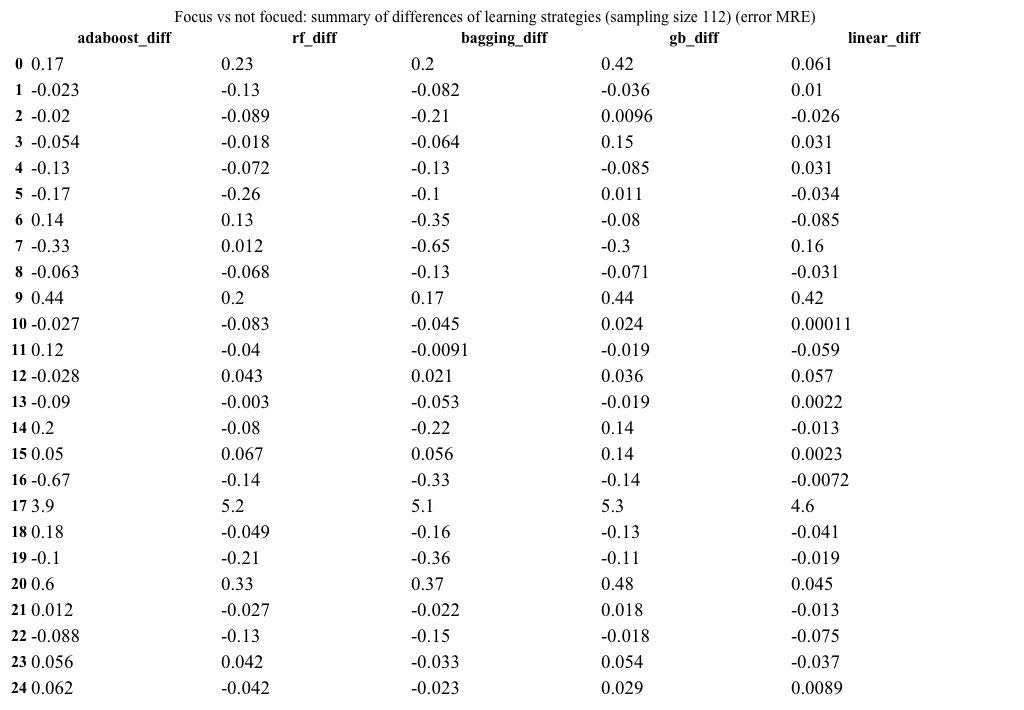 Focus vs not focued: summary of differences of learning strategies (sampling size 112) (error MRE)
adaboost_diff rf_diff bagging_diff gb_diff linear_diff
0 0.17 0.23 0.2 0.42 0.061
1 -0.023 -0.13 -0.082 -0.036 0.01
2 -0.02 -0.089 -0.21 0.0096 -0.026
3 -0.054 -0.018 -0.064 0.15 0.031
4 -0.13 -0.072 -0.13 -0.085 0.031
5 -0.17 -0.26 -0.1 0.011 -0.034
6 0.14 0.13 -0.35 -0.08 -0.085
7 -0.33 0.012 -0.65 -0.3 0.16
8 -0.063 -0.068 -0.13 -0.071 -0.031
9 0.44 0.2 0.17 0.44 0.42
10 -0.027 -0.083 -0.045 0.024 0.00011
11 0.12 -0.04 -0.0091 -0.019 -0.059
12 -0.028 0.043 0.021 0.036 0.057
13 -0.09 -0.003 -0.053 -0.019 0.0022
14 0.2 -0.08 -0.22 0.14 -0.013
15 0.05 0.067 0.056 0.14 0.0023
16 -0.67 -0.14 -0.33 -0.14 -0.0072
17 3.9 5.2 5.1 5.3 4.6
18 0.18 -0.049 -0.16 -0.13 -0.041
19 -0.1 -0.21 -0.36 -0.11 -0.019
20 0.6 0.33 0.37 0.48 0.045
21 0.012 -0.027 -0.022 0.018 -0.013
22 -0.088 -0.13 -0.15 -0.018 -0.075
23 0.056 0.042 -0.033 0.054 -0.037
24 0.062 -0.042 -0.023 0.029 0.0089